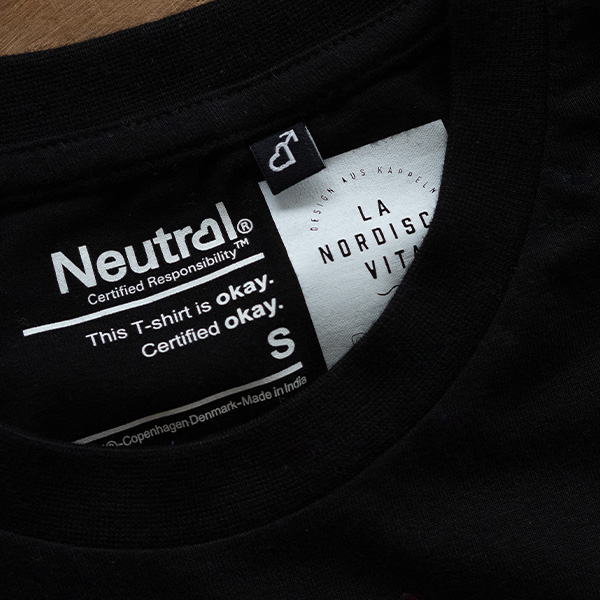 Neutral®
Certified Responsibility™
This T-shirt is okay.
Certified okay.
S
®-Copenhagen Denmark-Made in India
DESIGN AUS KAPPELN
LA
NORDISC
VITA